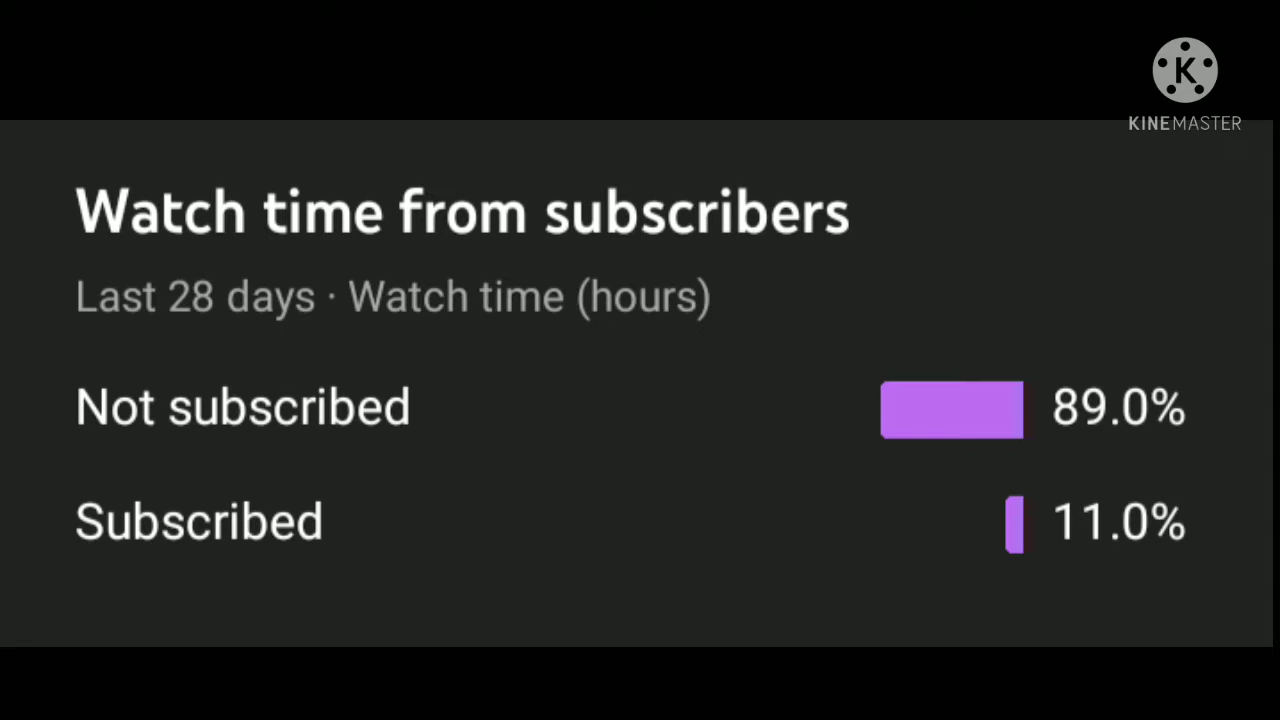 K
KINEMASTER
Watch time from subscribers
Last 28 days · Watch time (hours)
Not subscribed 89.0%
Subscribed 11.0%